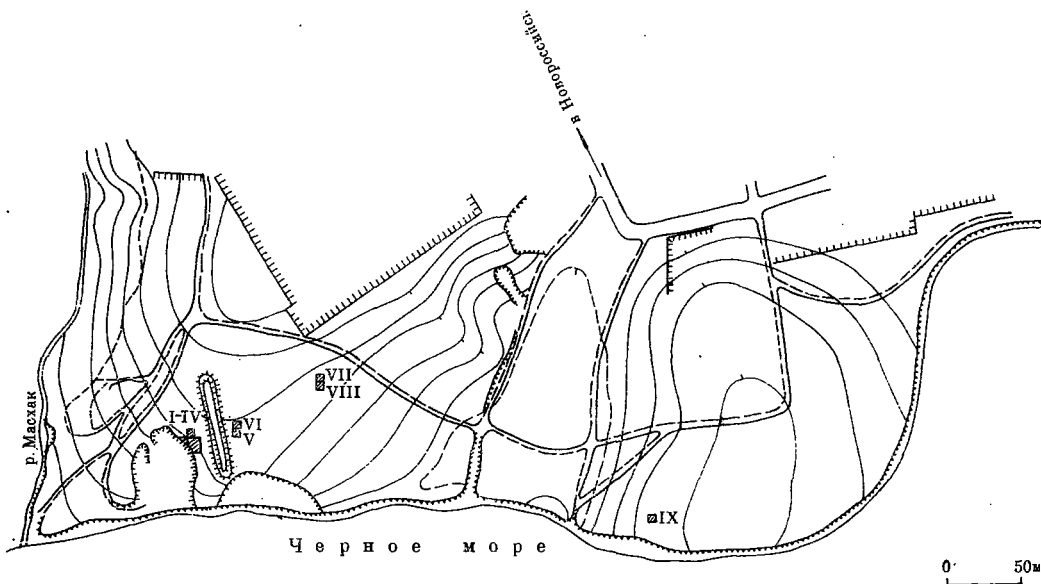 в Новороссийск
р. Масхак
VII
VIII
I-IV
VI
V
IX
Черное море
0 50м